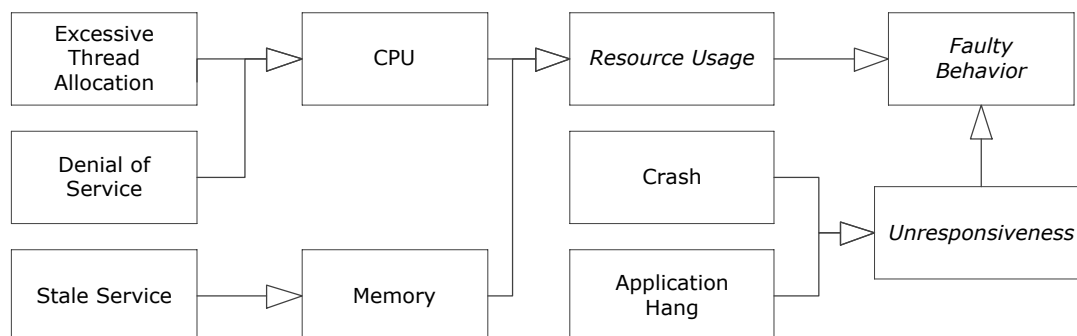 Excessive
Thread
Allocation
CPU
Resource Usage
Faulty
Behavior
Denial of
Service
Crash
Unresponsiveness
Stale Service
Memory
Application
Hang